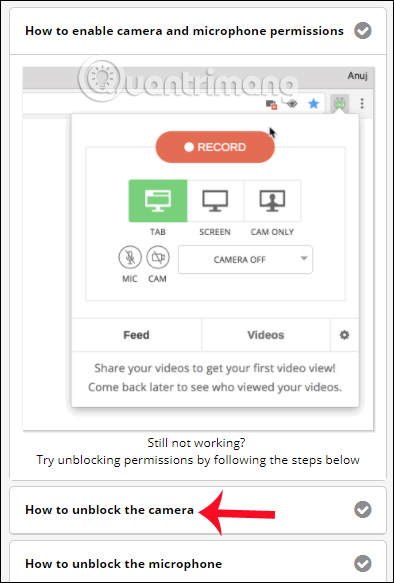 How to enable camera and microphone permissions
Quantrimang
Anuj
RECORD
TAB
SCREEN
CAM ONLY
MIC
CAM
CAMERA OFF
Feed
Videos
Share your videos to get your first video view!
Come back later to see who viewed your videos.
Still not working?
Try unblocking permissions by following the steps below
How to unblock the camera
How to unblock the microphone